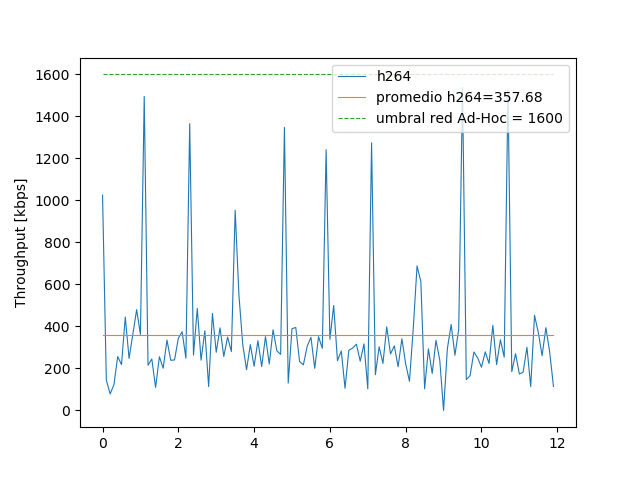 h264
promedio h264=357.68
umbral red Ad-Hoc = 1600
Throughput [kbps]
1600
1400
1200
1000
800
600
400
200
0
0 2 4 6 8 10 12